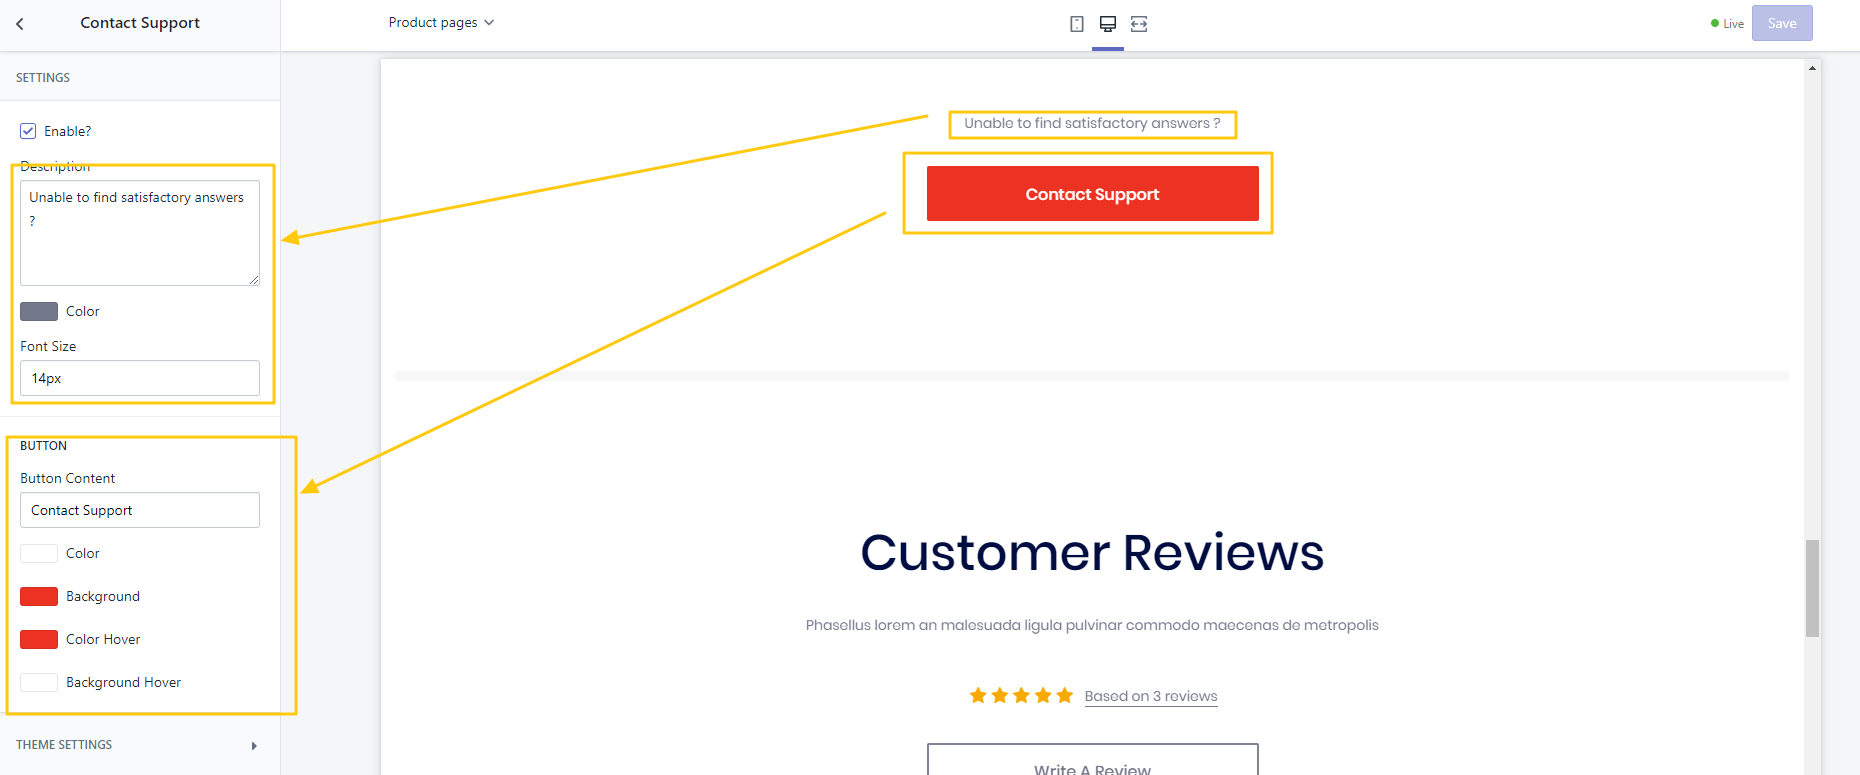 Contact Support
Product pages
Live
Save
SETTINGS
Enable?
Description
Unable to find satisfactory answers
?
Color
Font Size
14px
BUTTON
Button Content
Contact Support
Color
Background
Color Hover
Background Hover
THEME SETTINGS
Unable to find satisfactory answers ?
Contact Support
Customer Reviews
Phasellus lorem an malesuada ligula pulvinar commodo maecenas de metropolis
Based on 3 reviews
Write A Review